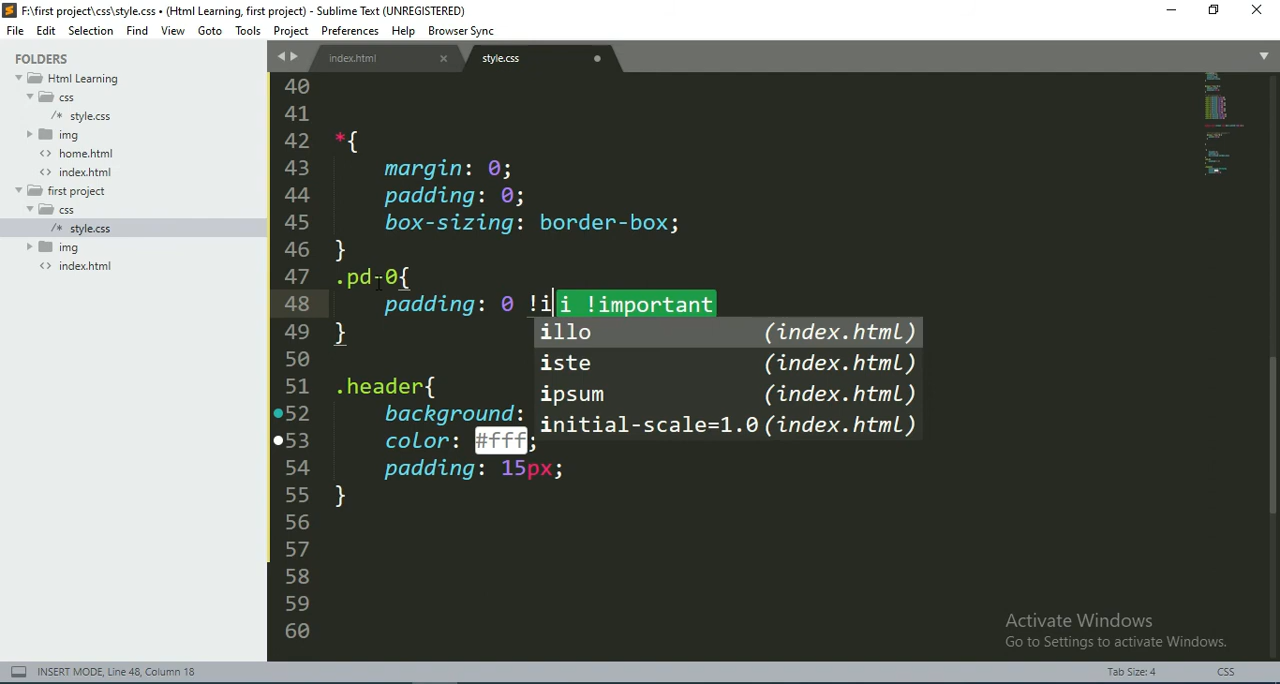 F:\first project\css\style.css • (Html Learning, first project) - Sublime Text (UNREGISTERED)
File Edit Selection Find View Goto Tools Project Preferences Help Browser Sync
FOLDERS
Html Learning
css
/* style.css
img
<> home.html
<> index.html
first project
css
/* style.css
img
<> index.html
index.html
style.css
40
41
42 *{
43 margin: 0;
44 padding: 0;
45 box-sizing: border-box;
46 }
47 .pd-0{
48 padding: 0 !i i !important
illo (index.html)
iste (index.html)
ipsum (index.html)
initial-scale=1.0 (index.html)
49 }
50
51 .header{
52 background:
53 color: #fff;
54 padding: 15px;
55 }
56
57
58
59
60
Activate Windows
Go to Settings to activate Windows.
INSERT MODE, Line 48, Column 18
Tab Size: 4
CSS